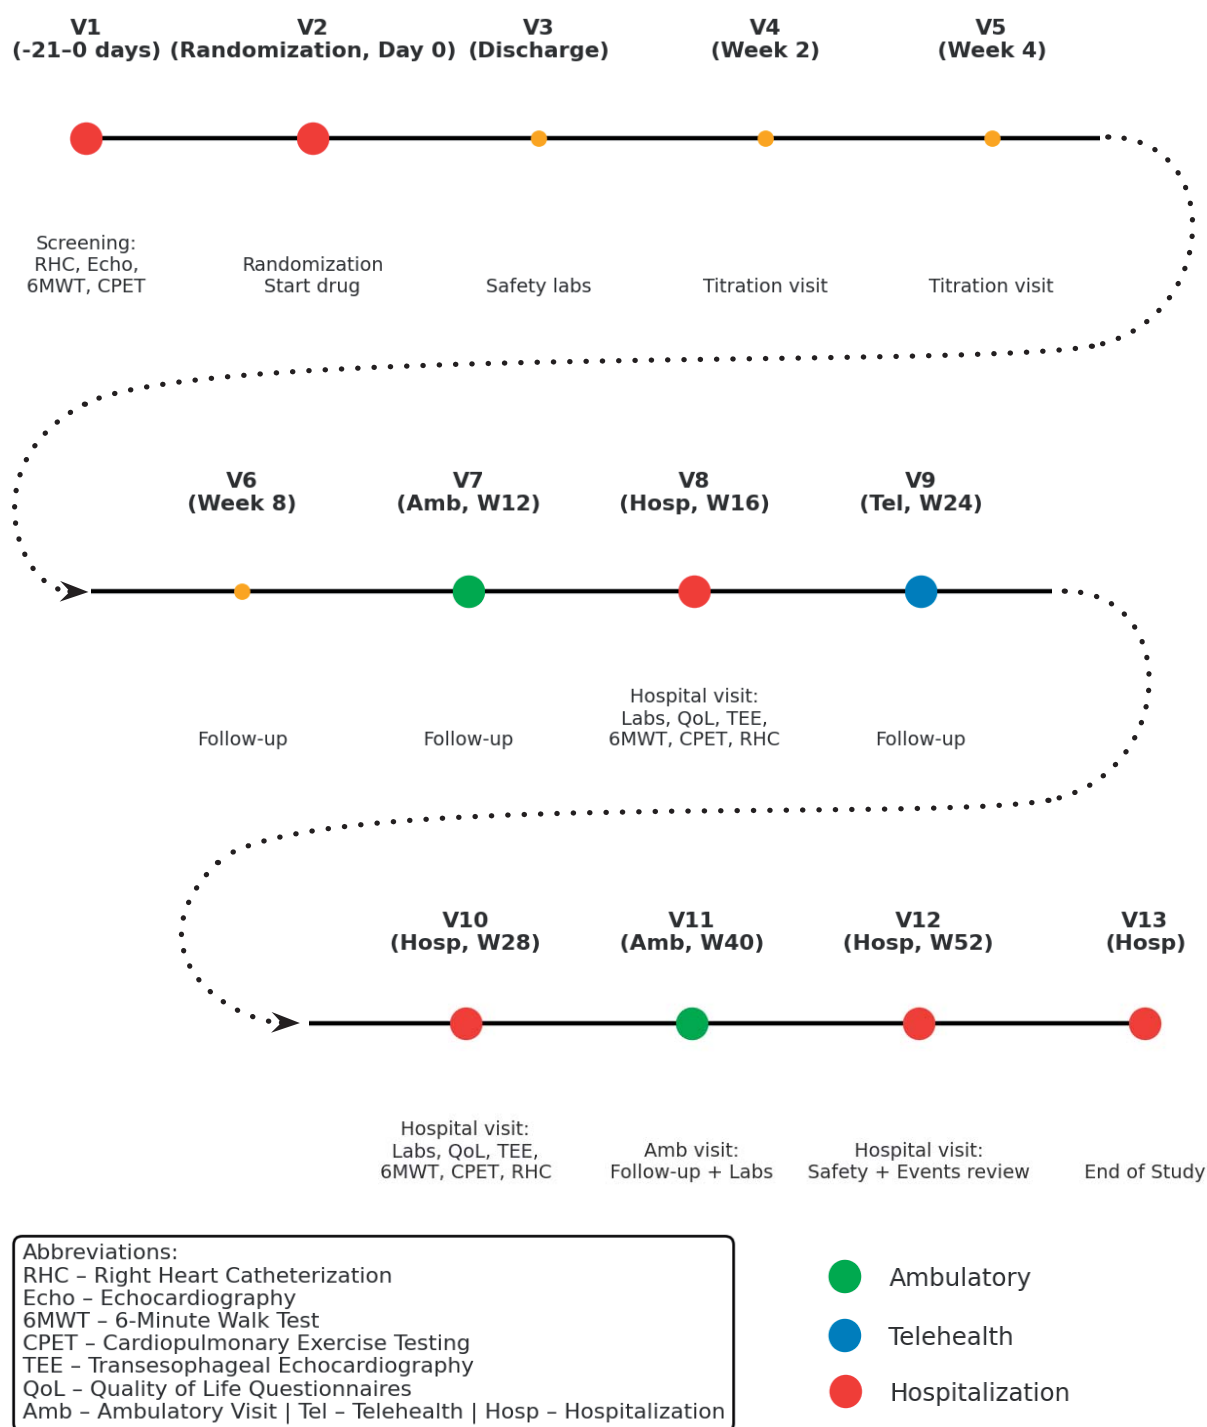 V1
(-21–0 days)
V2
(Randomization, Day 0)
V3
(Discharge)
V4
(Week 2)
V5
(Week 4)
Screening:
RHC, Echo,
6MWT, CPET
Randomization
Start drug
Safety labs
Titration visit
Titration visit
V6
(Week 8)
V7
(Amb, W12)
V8
(Hosp, W16)
V9
(Tel, W24)
Follow-up
Follow-up
Hospital visit:
Labs, QoL, TEE,
6MWT, CPET, RHC
Follow-up
V10
(Hosp, W28)
V11
(Amb, W40)
V12
(Hosp, W52)
V13
(Hosp)
Hospital visit:
Labs, QoL, TEE,
6MWT, CPET, RHC
Amb visit:
Follow-up + Labs
Hospital visit:
Safety + Events review
End of Study
Abbreviations:
RHC – Right Heart Catheterization
Echo – Echocardiography
6MWT – 6-Minute Walk Test
CPET – Cardiopulmonary Exercise Testing
TEE – Transesophageal Echocardiography
QoL – Quality of Life Questionnaires
Amb – Ambulatory Visit | Tel – Telehealth | Hosp – Hospitalization
Ambulatory
Telehealth
Hospitalization